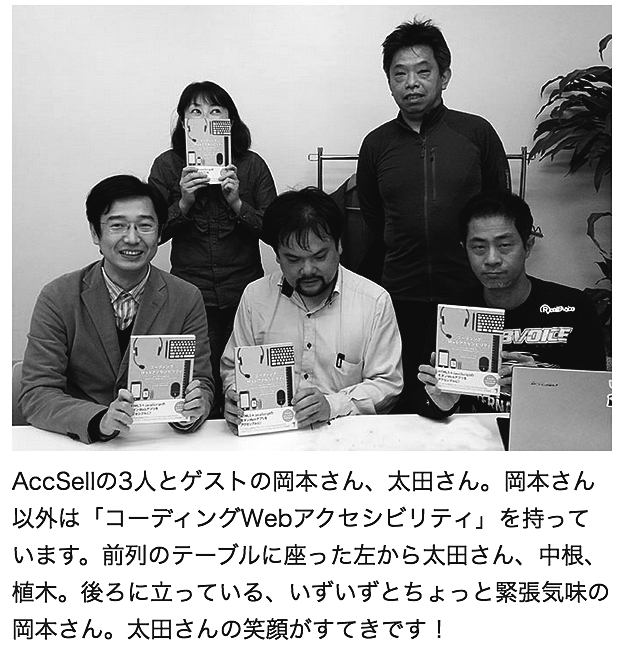 AccSellの3人とゲストの岡本さん、太田さん。岡本さん
以外は「コーディングWebアクセシビリティ」を持って
います。前列のテーブルに座った左から太田さん、中根、
植木。後ろに立っている、いずいずとちょっと緊張気味の
岡本さん。太田さんの笑顔がすてきです！